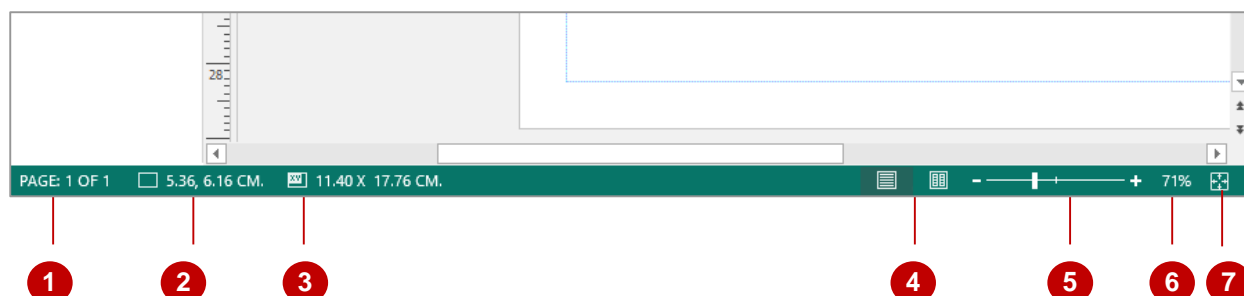 28
PAGE: 1 OF 1 5.36, 6.16 CM. XY 11.40 X 17.76 CM. - + 71%
1 2 3 4 5 6 7